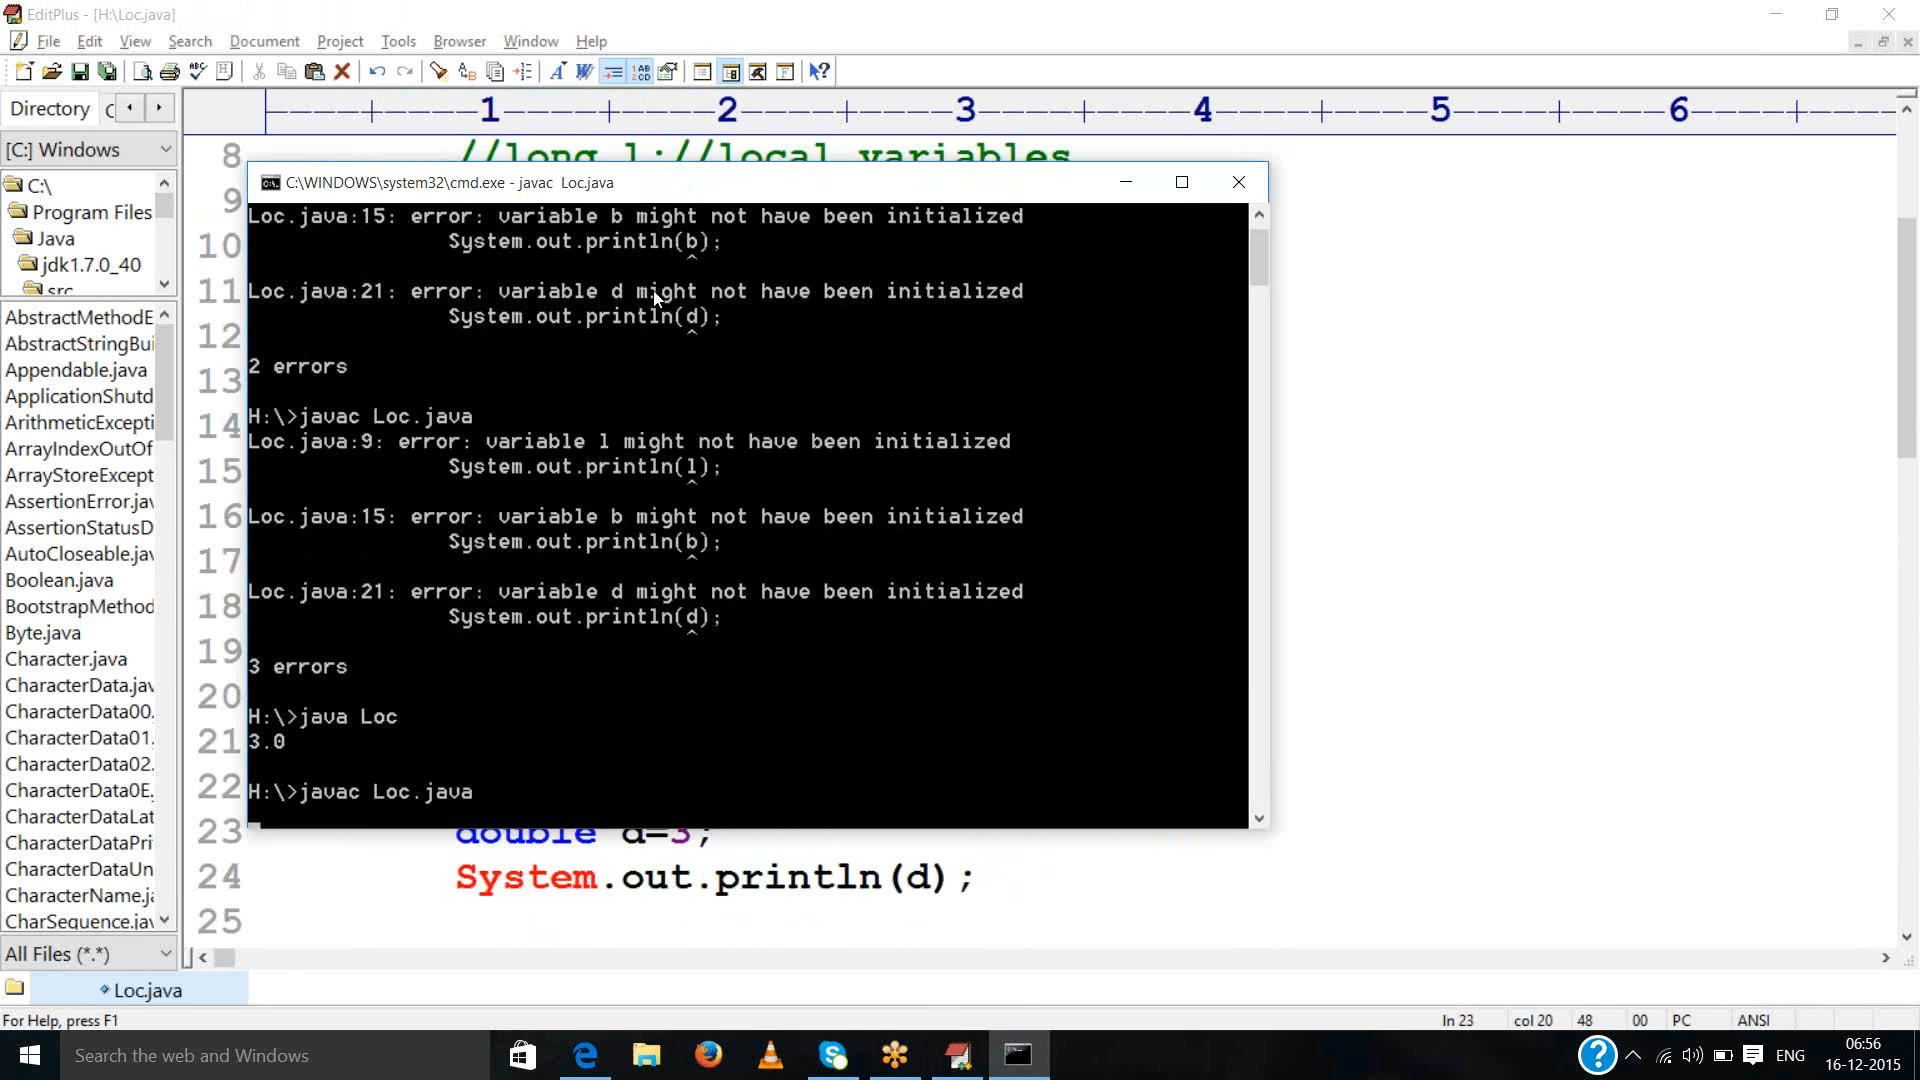 EditPlus - [H:\Loc.java]
File Edit View Search Document Project Tools Browser Window Help
Directory
[C:] Windows
C:\
Program Files
Java
jdk1.7.0_40
src
AbstractMethodE
AbstractStringBui
Appendable.java
ApplicationShutd
ArithmeticExcepti
ArrayIndexOutOf
ArrayStoreExcept
AssertionError.jav
AssertionStatusD
AutoCloseable.jav
Boolean.java
BootstrapMethod
Byte.java
Character.java
CharacterData.jav
CharacterData00.
CharacterData01.
CharacterData02.
CharacterData0E.
CharacterDataLat
CharacterDataPri
CharacterDataUn
CharacterName.ja
CharSequence.jav
All Files (*.*)
Loc.java
1 2 3 4 5 6
8 //long l;//local variables
9
10
11
12
13
14
15
16
17
18
19
20
21
22
23 double d=3;
24 System.out.println(d);
25
C:\WINDOWS\system32\cmd.exe - javac Loc.java
Loc.java:15: error: variable b might not have been initialized
System.out.println(b);
^
Loc.java:21: error: variable d might not have been initialized
System.out.println(d);
^
2 errors
H:\>javac Loc.java
Loc.java:9: error: variable l might not have been initialized
System.out.println(l);
^
Loc.java:15: error: variable b might not have been initialized
System.out.println(b);
^
Loc.java:21: error: variable d might not have been initialized
System.out.println(d);
^
3 errors
H:\>java Loc
3.0
H:\>javac Loc.java
For Help, press F1
ln 23 col 20 48 00 PC ANSI
Search the web and Windows
ENG
06:56
16-12-2015